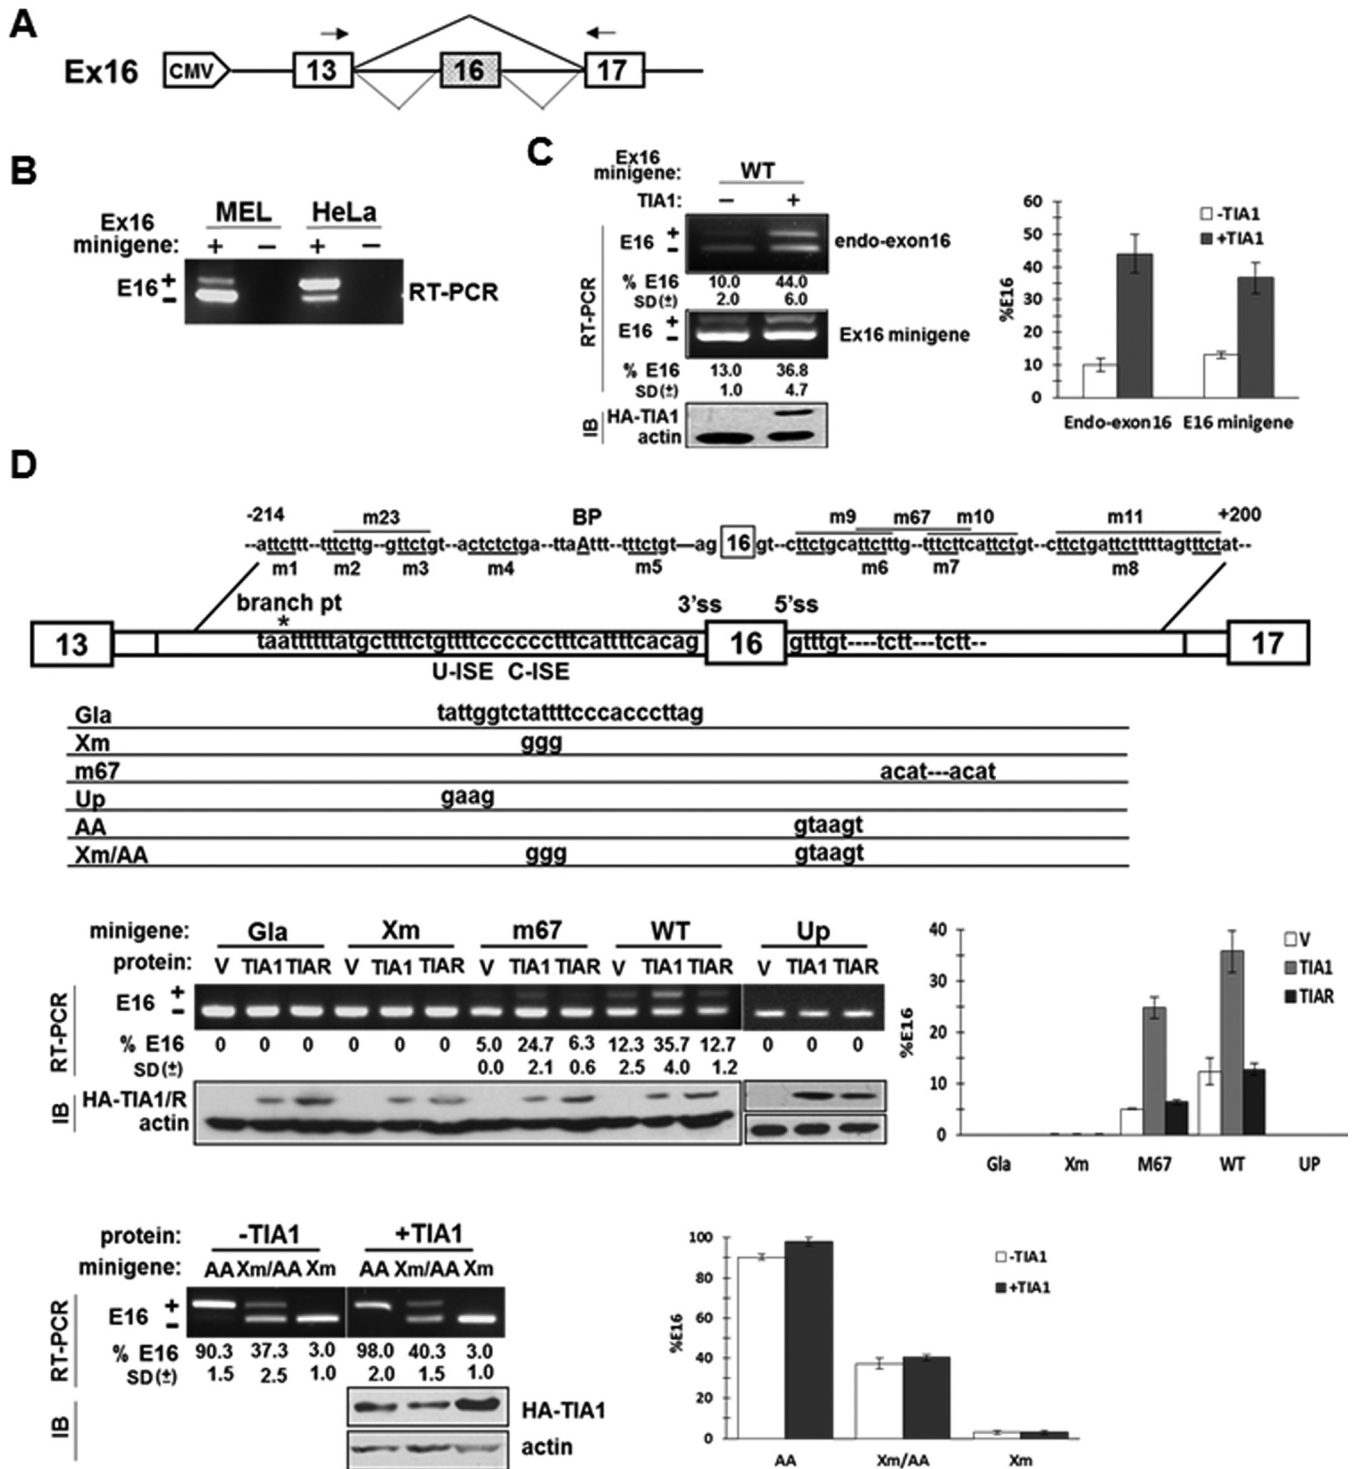 A
Ex16 CMV 13 16 17
B
MEL HeLa
Ex16
minigene: + − + −
E16 + −
RT-PCR
C
Ex16
minigene: WT
TIA1: − +
RT-PCR
E16 + − endo-exon16
% E16 10.0 44.0
SD(±) 2.0 6.0
E16 + − Ex16 minigene
% E16 13.0 36.8
SD(±) 1.0 4.7
IB
HA-TIA1
actin
%E16
60
50
40
30
20
10
0
-TIA1
+TIA1
Endo-exon16 E16 minigene
D
-214 m23 BP m9 m67 m10 m11 +200
--attcttt--tttcttg--gttctgt--actctctga--ttaAttt--tttctgt—ag 16 gt--cttctgcattctttg--tttcttcattctgt--cttctgattctttttagtttctat--
m1 m2 m3 m4 m5 m6 m7 m8
branch pt 3'ss 5'ss
*
13 taattttttatgcttttctgttttcccccctttcattttcacag 16 gtttgt----tctt---tctt-- 17
U-ISE C-ISE
Gla tattggtctattttcccacccttag
Xm ggg
m67 acat---acat
Up gaag
AA gtaagt
Xm/AA ggg gtaagt
minigene: Gla Xm m67 WT Up
protein: V TIA1 TIAR V TIA1 TIAR V TIA1 TIAR V TIA1 TIAR V TIA1 TIAR
RT-PCR
E16 + −
% E16 0 0 0 0 0 0 5.0 24.7 6.3 12.3 35.7 12.7 0 0 0
SD(±) 0.0 2.1 0.6 2.5 4.0 1.2
IB
HA-TIA1/R
actin
%E16
40
30
20
10
0
V
TIA1
TIAR
Gla Xm M67 WT UP
protein: -TIA1 +TIA1
minigene: AA Xm/AA Xm AA Xm/AA Xm
RT-PCR
E16 + −
% E16 90.3 37.3 3.0 98.0 40.3 3.0
SD(±) 1.5 2.5 1.0 2.0 1.5 1.0
IB
HA-TIA1
actin
%E16
100
80
60
40
20
0
-TIA1
+TIA1
AA Xm/AA Xm